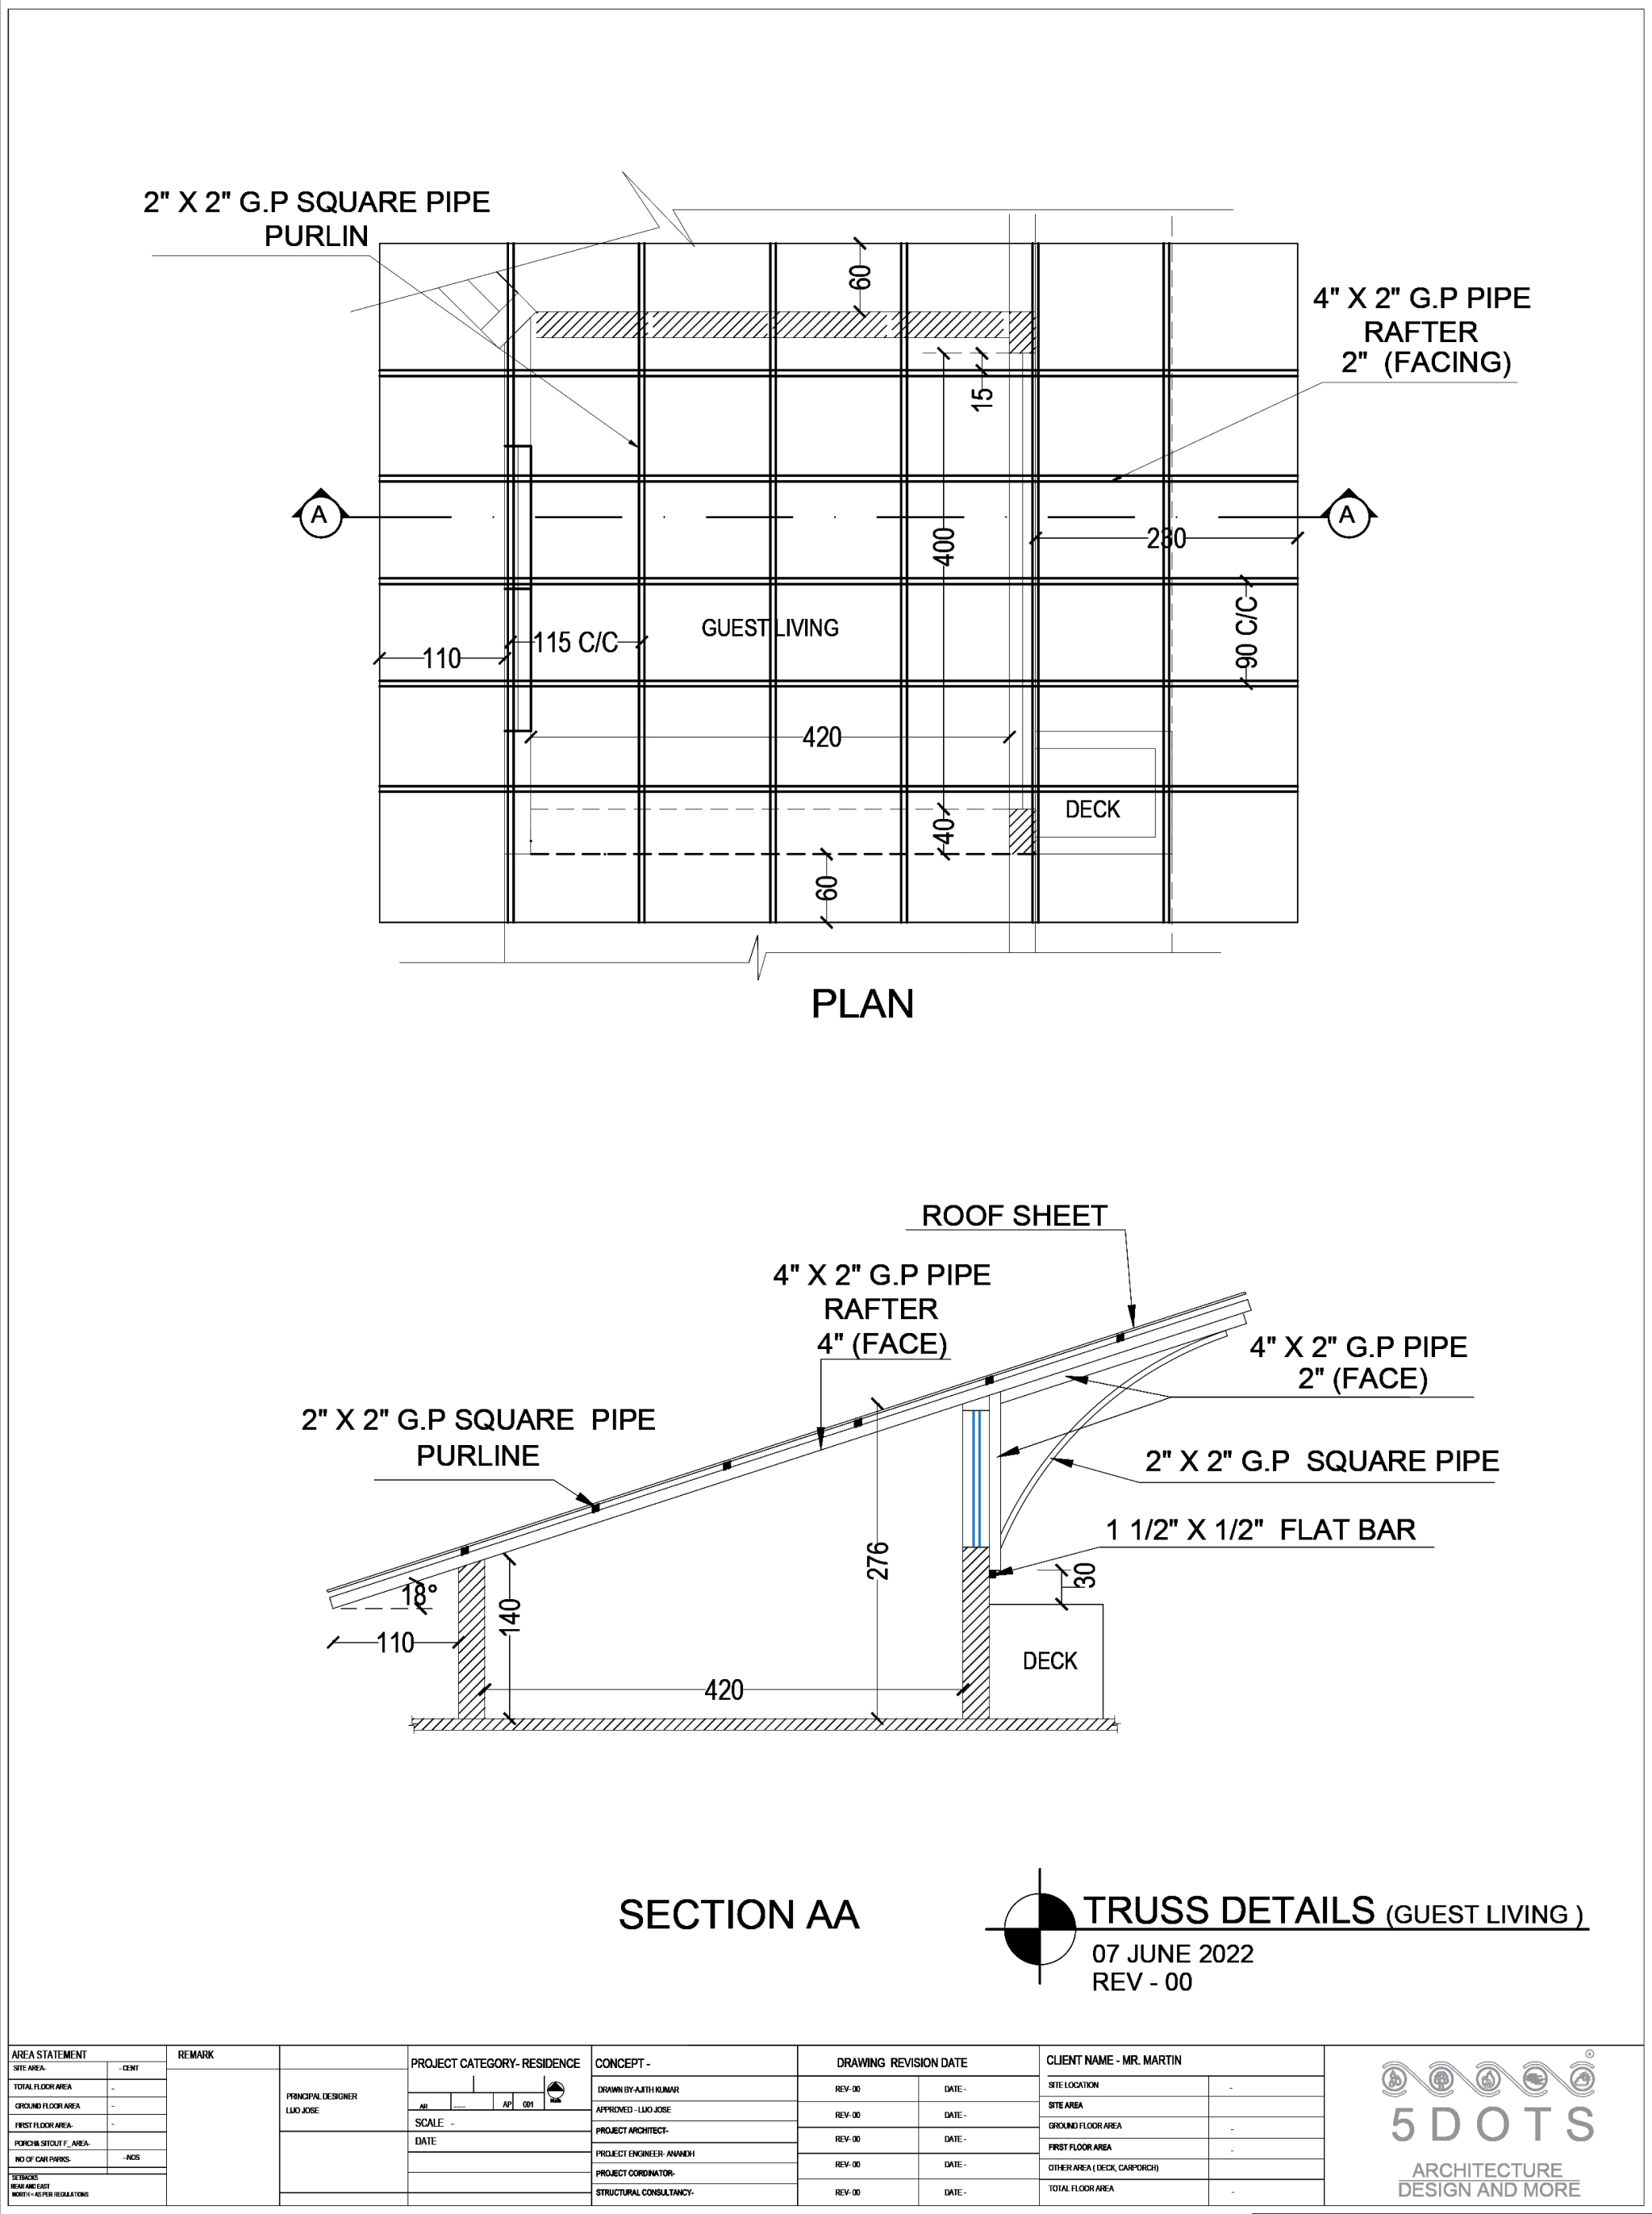 2" X 2" G.P SQUARE PIPE
PURLIN
60
4" X 2" G.P PIPE
RAFTER
2"  (FACING)
15
A
A
400
230
90 C/C
GUEST LIVING
115 C/C
110
420
DECK
40
60
PLAN
ROOF SHEET
4" X 2" G.P PIPE
RAFTER
4" (FACE)
4" X 2" G.P PIPE
2" (FACE)
2" X 2" G.P SQUARE  PIPE
PURLINE
2" X 2" G.P  SQUARE PIPE
1 1/2" X 1/2"  FLAT BAR
276
30
18°
140
110
DECK
420
SECTION AA
TRUSS DETAILS (GUEST LIVING )
07 JUNE 2022
REV - 00
AREA STATEMENT
SITE AREA-
- CENT
TOTAL FLOOR AREA
-
GROUND FLOOR AREA
-
FIRST FLOOR AREA-
-
PORCH& SITOUT F_ AREA-
NO OF CAR PARKS-
-NOS
SETBACKS
REAR AND EAST
NORTH = AS PER REGULATIONS
REMARK
PRINCIPAL DESIGNER
LIJO JOSE
PROJECT CATEGORY- RESIDENCE
AR
AP
001
SCALE  -
DATE
CONCEPT -
DRAWN BY-AJITH KUMAR
APPROVED - LIJO JOSE
PROJECT ARCHITECT-
PROJECT ENGINEER- ANANDH
PROJECT CORDINATOR-
STRUCTURAL CONSULTANCY-
DRAWING  REVISION DATE
REV- 00
DATE -
REV- 00
DATE -
REV- 00
DATE -
REV- 00
DATE -
REV- 00
DATE -
CLIENT NAME - MR. MARTIN
SITE LOCATION
-
SITE AREA
GROUND FLOOR AREA
-
FIRST FLOOR AREA
-
OTHER AREA ( DECK, CARPORCH)
TOTAL FLOOR AREA
-
®
5 D O T S
ARCHITECTURE
DESIGN AND MORE